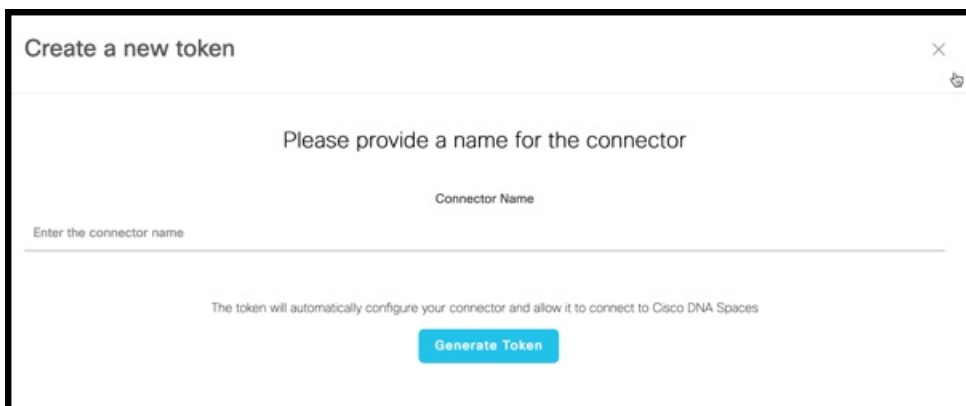 Create a new token
Please provide a name for the connector
Connector Name
Enter the connector name
The token will automatically configure your connector and allow it to connect to Cisco DNA Spaces
Generate Token